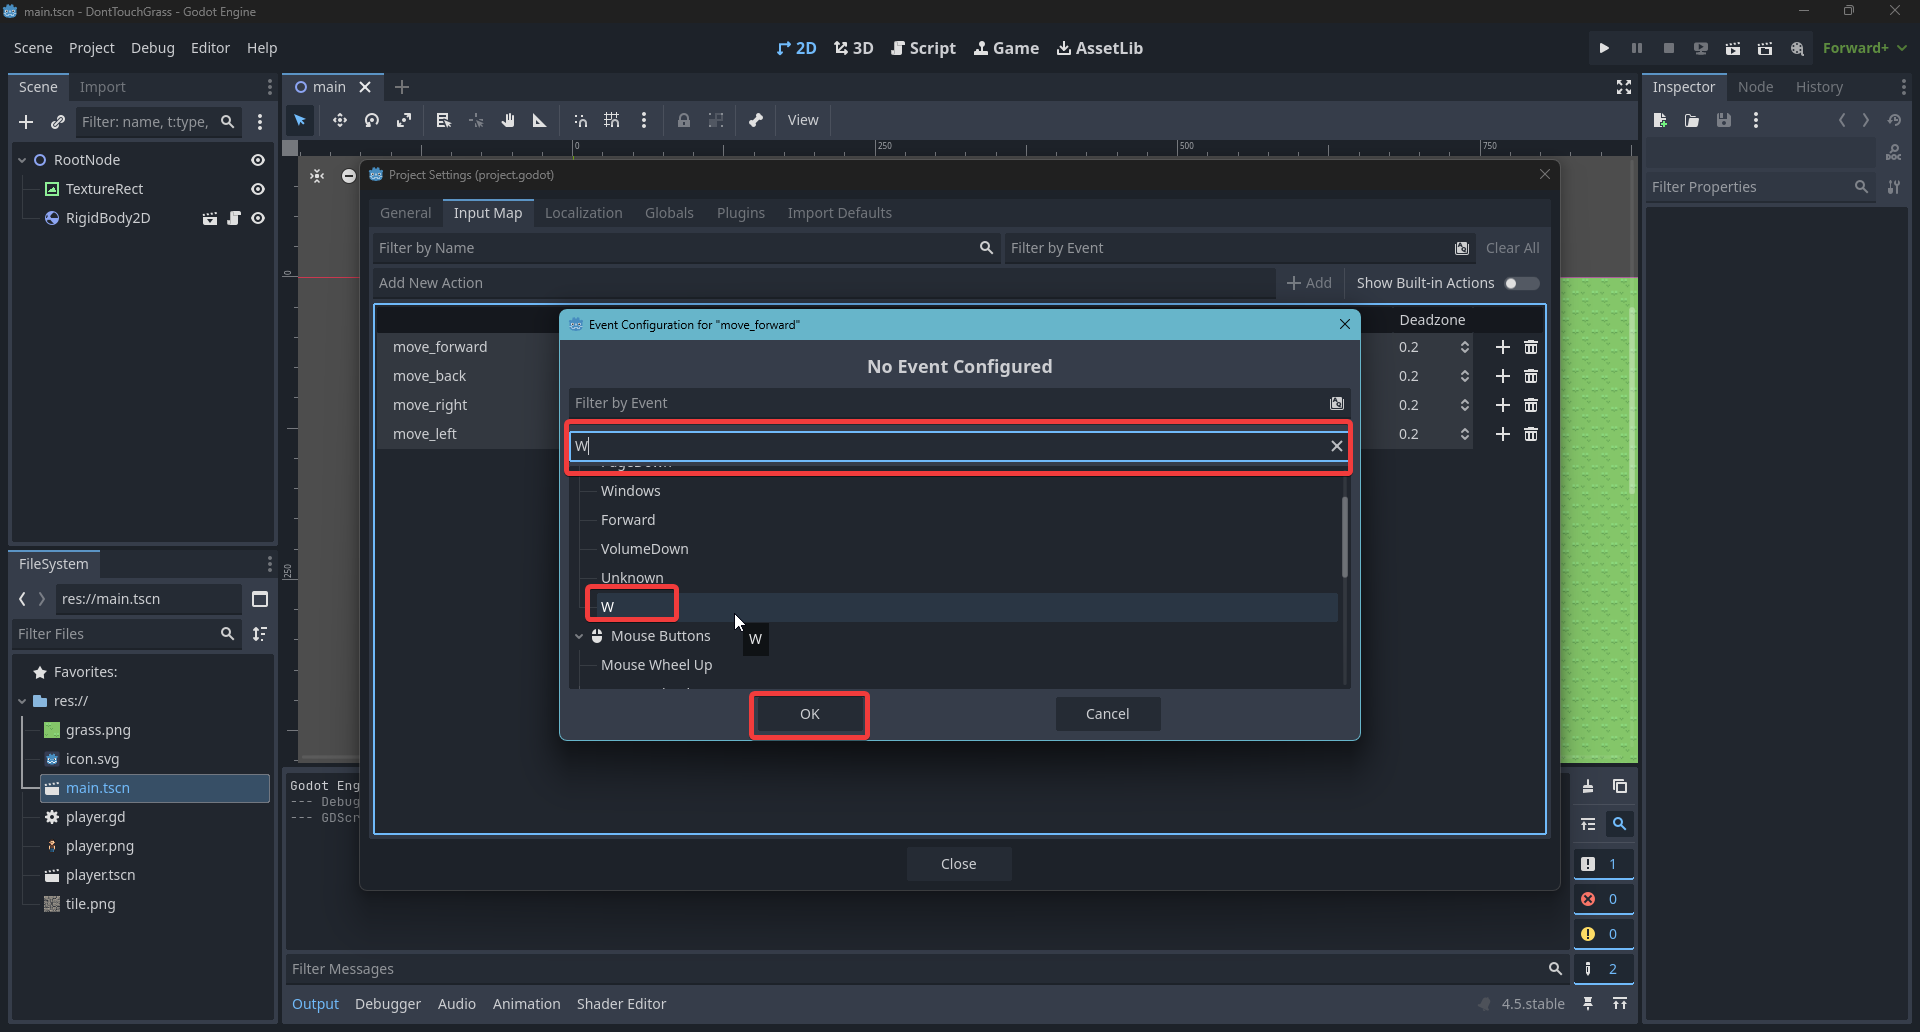 main.tscn - DontTouchGrass - Godot Engine
Scene Project Debug Editor Help
2D 3D Script Game AssetLib
Forward+
Scene Import
Filter: name, t:type,
RootNode
TextureRect
RigidBody2D
FileSystem
res://main.tscn
Filter Files
Favorites:
res://
grass.png
icon.svg
main.tscn
player.gd
player.png
player.tscn
tile.png
main
View
0 250 500 750
0
250
Project Settings (project.godot)
General Input Map Localization Globals Plugins Import Defaults
Filter by Name Filter by Event Clear All
Add New Action Add Show Built-in Actions
Deadzone
move_forward 0.2
move_back 0.2
move_right 0.2
move_left 0.2
Event Configuration for "move_forward"
No Event Configured
Filter by Event
W
Windows
Forward
VolumeDown
Unknown
W
W
Mouse Buttons
Mouse Wheel Up
OK Cancel
Close
Godot Eng
--- Debug
--- GDScr
1
0
0
2
Filter Messages
Output Debugger Audio Animation Shader Editor
4.5.stable
Inspector Node History
DOC
Filter Properties